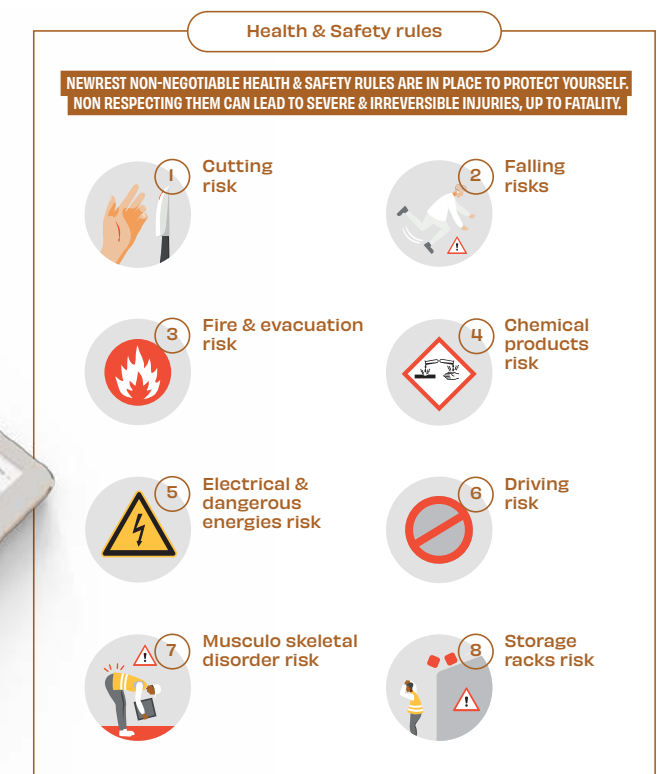 Health & Safety rules
NEWREST NON-NEGOTIABLE HEALTH & SAFETY RULES ARE IN PLACE TO PROTECT YOURSELF.
NON RESPECTING THEM CAN LEAD TO SEVERE & IRREVERSIBLE INJURIES, UP TO FATALITY.
1
Cutting
risk
2
Falling
risks
3
Fire & evacuation
risk
4
Chemical
products
risk
5
Electrical &
dangerous
energies risk
6
Driving
risk
7
Musculo skeletal
disorder risk
8
Storage
racks risk